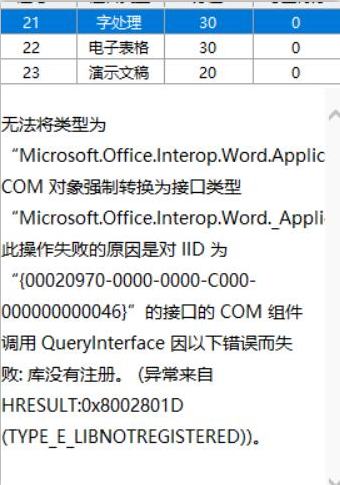 21 字处理 30 0
22 电子表格 30 0
23 演示文稿 20 0
无法将类型为
“Microsoft.Office.Interop.Word.Applic
COM 对象强制转换为接口类型
“Microsoft.Office.Interop.Word._Applic
此操作失败的原因是对 IID 为
“{00020970-0000-0000-C000-
000000000046}”的接口的 COM 组件
调用 QueryInterface 因以下错误而失
败: 库没有注册。 (异常来自
HRESULT:0x8002801D
(TYPE_E_LIBNOTREGISTERED))。